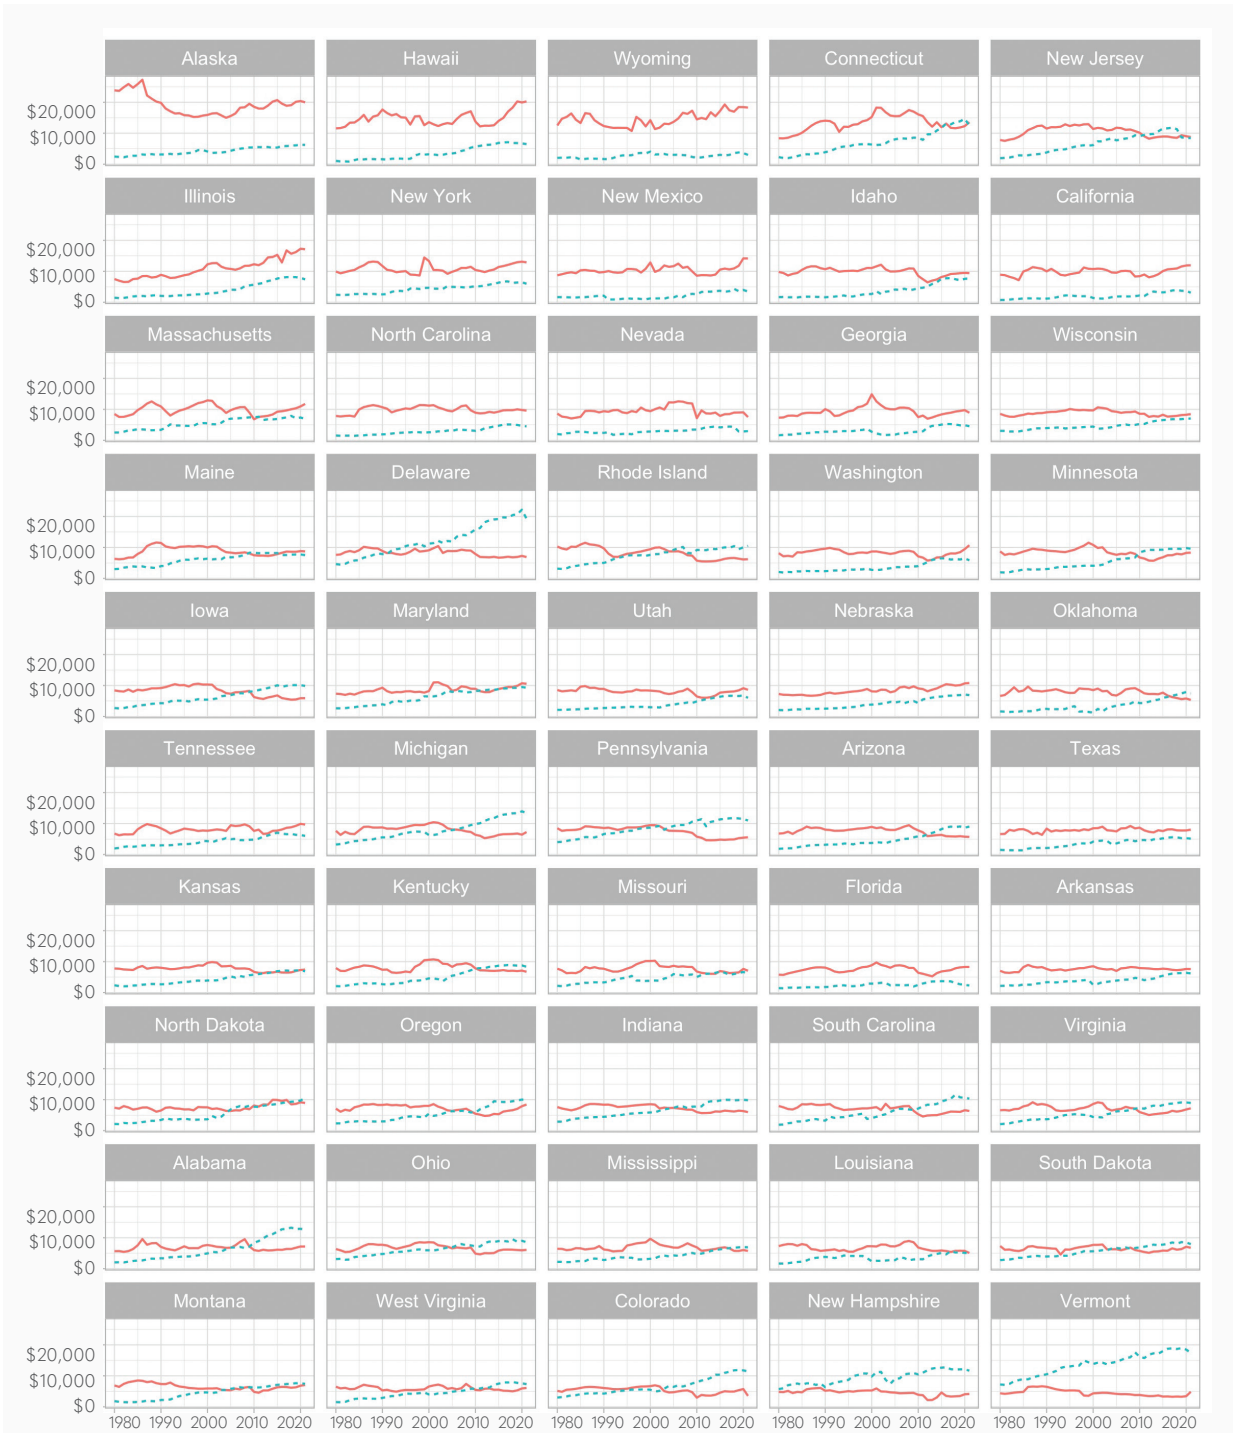 Alaska Hawaii Wyoming Connecticut New Jersey
$20,000
$10,000
$0
Illinois New York New Mexico Idaho California
$20,000
$10,000
$0
Massachusetts North Carolina Nevada Georgia Wisconsin
$20,000
$10,000
$0
Maine Delaware Rhode Island Washington Minnesota
$20,000
$10,000
$0
Iowa Maryland Utah Nebraska Oklahoma
$20,000
$10,000
$0
Tennessee Michigan Pennsylvania Arizona Texas
$20,000
$10,000
$0
Kansas Kentucky Missouri Florida Arkansas
$20,000
$10,000
$0
North Dakota Oregon Indiana South Carolina Virginia
$20,000
$10,000
$0
Alabama Ohio Mississippi Louisiana South Dakota
$20,000
$10,000
$0
Montana West Virginia Colorado New Hampshire Vermont
$20,000
$10,000
$0
1980 1990 2000 2010 2020 1980 1990 2000 2010 2020 1980 1990 2000 2010 2020 1980 1990 2000 2010 2020 1980 1990 2000 2010 2020